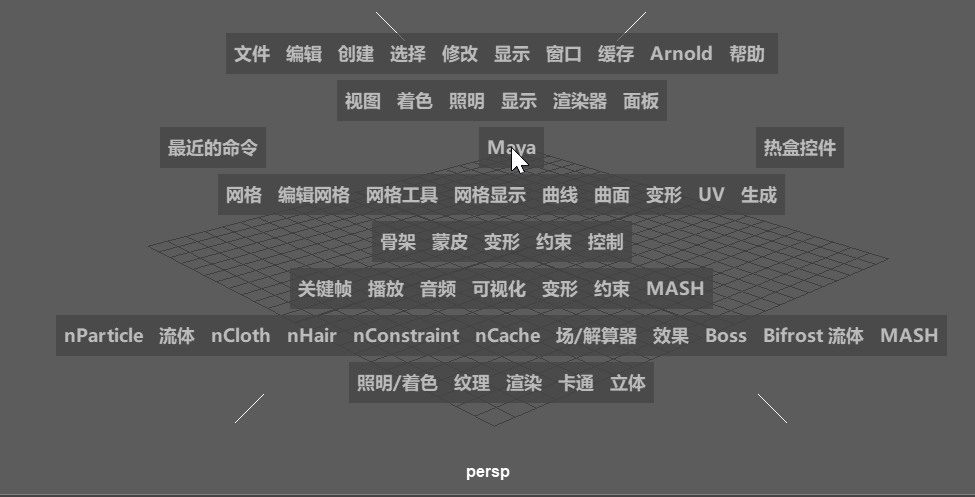 文件 编辑 创建 选择 修改 显示 窗口 缓存 Arnold 帮助
视图 着色 照明 显示 渲染器 面板
最近的命令 Maya 热盒控件
网格 编辑网格 网格工具 网格显示 曲线 曲面 变形 UV 生成
骨架 蒙皮 变形 约束 控制
关键帧 播放 音频 可视化 变形 约束 MASH
nParticle 流体 nCloth nHair nConstraint nCache 场/解算器 效果 Boss Bifrost 流体 MASH
照明/着色 纹理 渲染 卡通 立体
persp